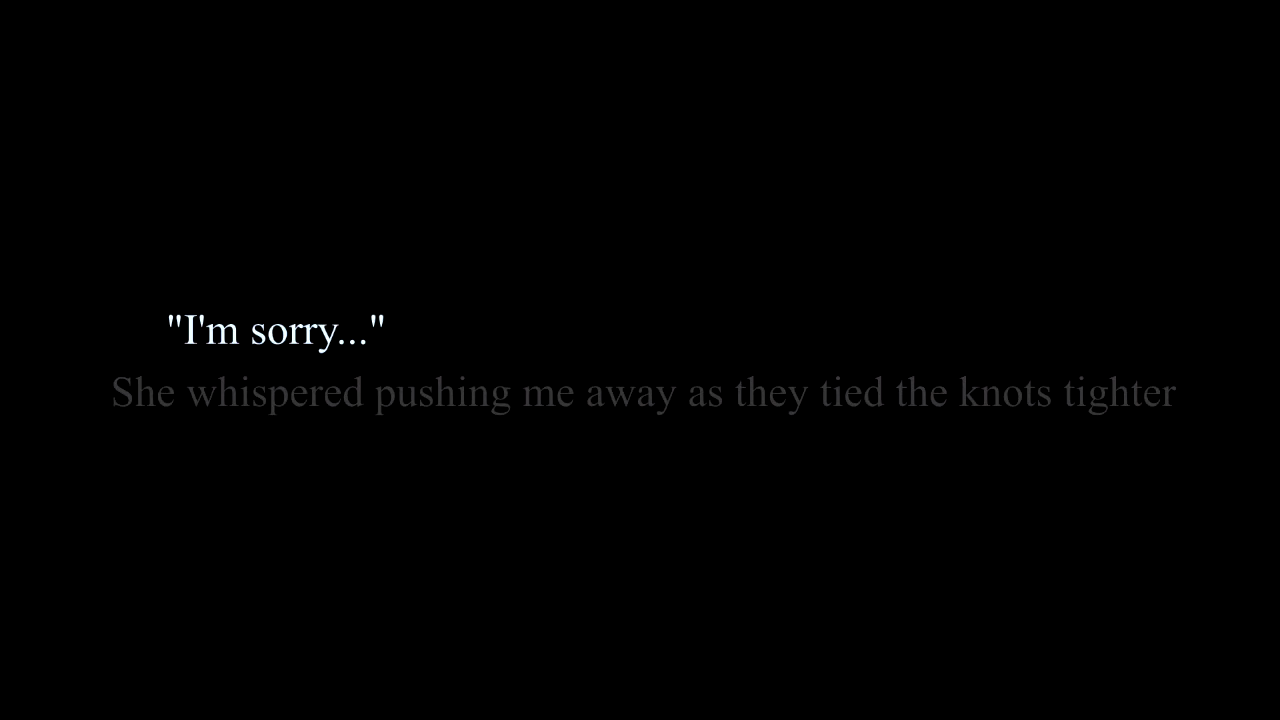 "I'm sorry..."
She whispered pushing me away as they tied the knots tighter